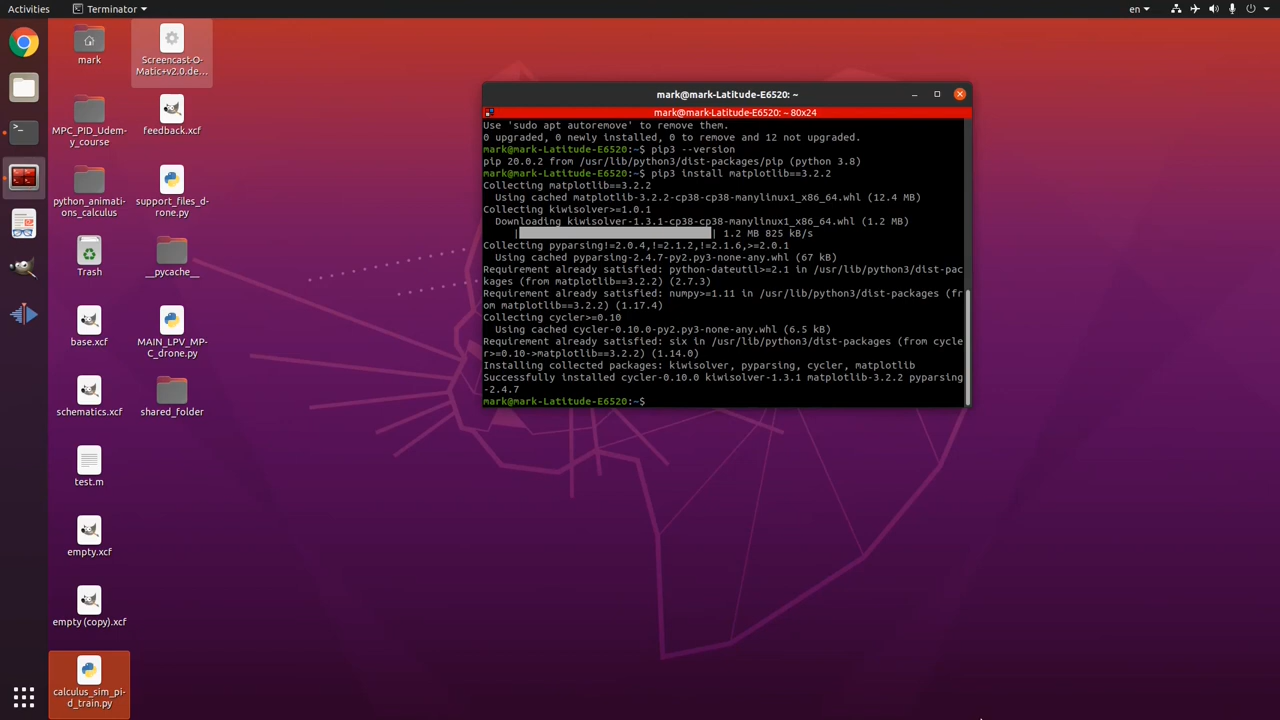 Activities
Terminator
en
mark
Screencast-O-
Matic+v2.0.de...
MPC_PID_Udem-
y_course
feedback.xcf
python_animati-
ons_calculus
support_files_d-
rone.py
Trash
__pycache__
base.xcf
MAIN_LPV_MP-
C_drone.py
schematics.xcf
shared_folder
test.m
empty.xcf
empty (copy).xcf
calculus_sim_pi-
d_train.py
mark@mark-Latitude-E6520: ~
mark@mark-Latitude-E6520: ~ 80x24
Use 'sudo apt autoremove' to remove them.
0 upgraded, 0 newly installed, 0 to remove and 12 not upgraded.
mark@mark-Latitude-E6520:~$ pip3 --version
pip 20.0.2 from /usr/lib/python3/dist-packages/pip (python 3.8)
mark@mark-Latitude-E6520:~$ pip3 install matplotlib==3.2.2
Collecting matplotlib==3.2.2
Using cached matplotlib-3.2.2-cp38-cp38-manylinux1_x86_64.whl (12.4 MB)
Collecting kiwisolver>=1.0.1
Downloading kiwisolver-1.3.1-cp38-cp38-manylinux1_x86_64.whl (1.2 MB)
| | 1.2 MB 825 kB/s
Collecting pyparsing!=2.0.4,!=2.1.2,!=2.1.6,>=2.0.1
Using cached pyparsing-2.4.7-py2.py3-none-any.whl (67 kB)
Requirement already satisfied: python-dateutil>=2.1 in /usr/lib/python3/dist-pac
kages (from matplotlib==3.2.2) (2.7.3)
Requirement already satisfied: numpy>=1.11 in /usr/lib/python3/dist-packages (fr
om matplotlib==3.2.2) (1.17.4)
Collecting cycler>=0.10
Using cached cycler-0.10.0-py2.py3-none-any.whl (6.5 kB)
Requirement already satisfied: six in /usr/lib/python3/dist-packages (from cycle
r>=0.10->matplotlib==3.2.2) (1.14.0)
Installing collected packages: kiwisolver, pyparsing, cycler, matplotlib
Successfully installed cycler-0.10.0 kiwisolver-1.3.1 matplotlib-3.2.2 pyparsing
-2.4.7
mark@mark-Latitude-E6520:~$